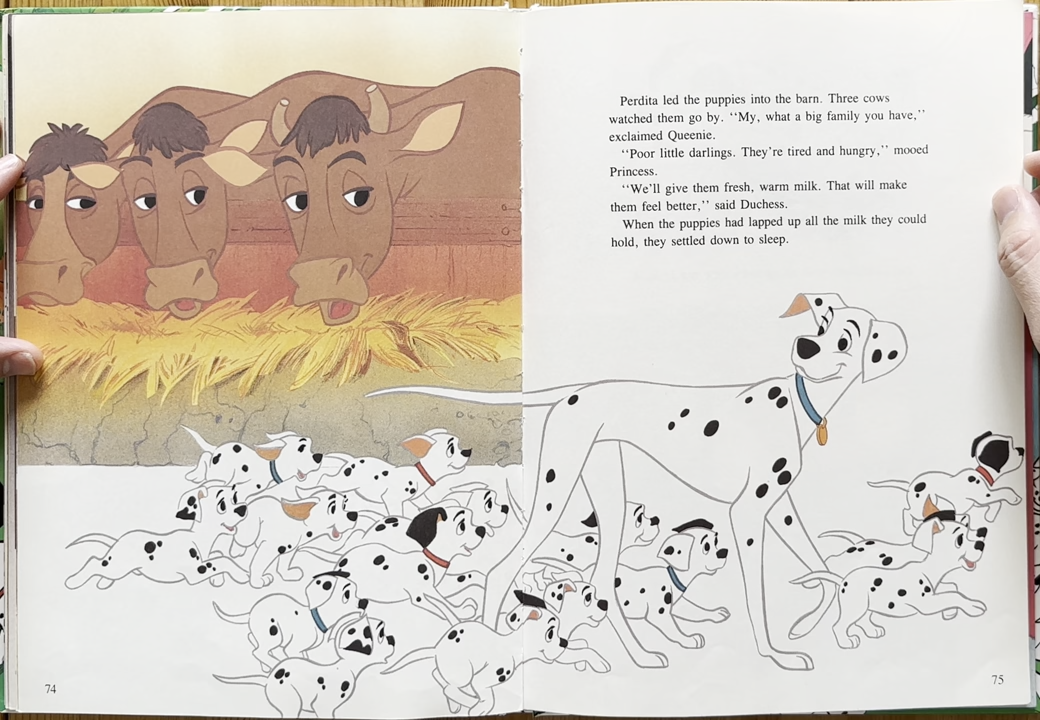 Perdita led the puppies into the barn. Three cows
watched them go by. “My, what a big family you have,”
exclaimed Queenie.
“Poor little darlings. They’re tired and hungry,” mooed
Princess.
“We’ll give them fresh, warm milk. That will make
them feel better,” said Duchess.
When the puppies had lapped up all the milk they could
hold, they settled down to sleep.
74
75